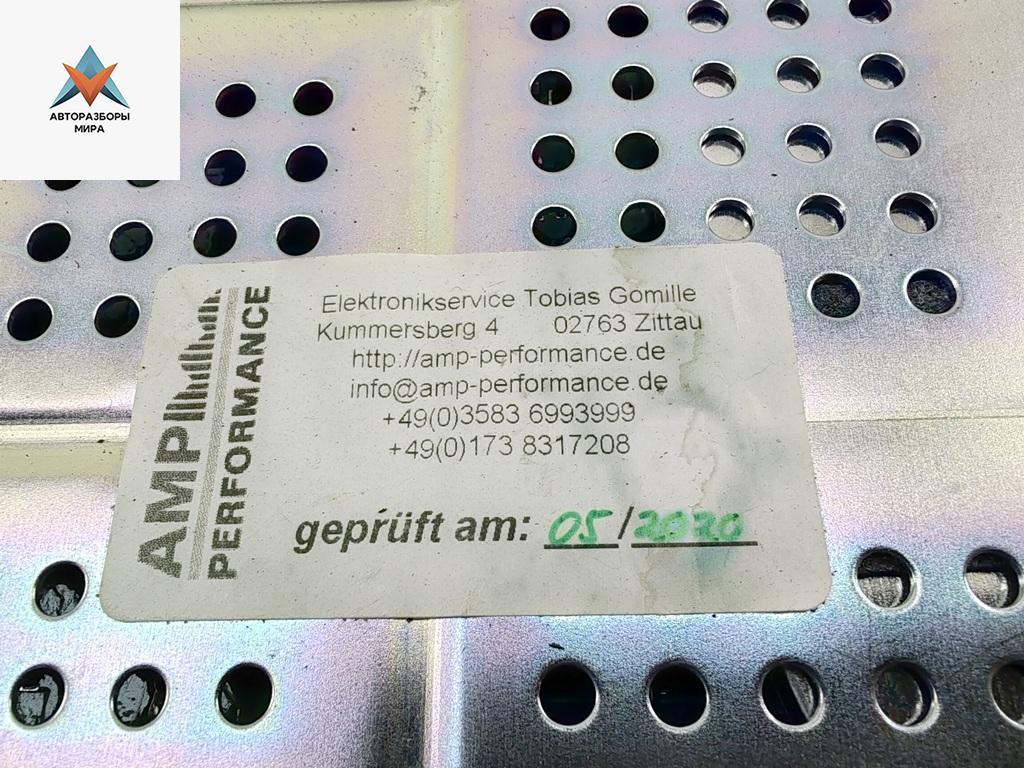 АВТОРАЗБОРЫ
МИРА
AMP
PERFORMANCE
Elektronikservice Tobias Gomille
Kummersberg 4 02763 Zittau
http://amp-performance.de
info@amp-performance.de
+49(0)3583 6993999
+49(0)173 8317208
geprüft am: 05/2020